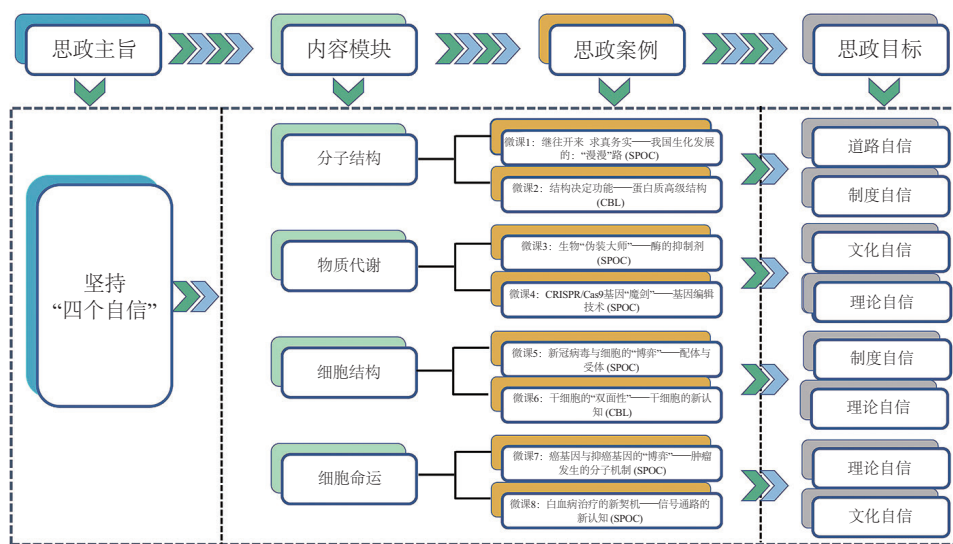 思政主旨
内容模块
思政案例
思政目标
坚持
“四个自信”
分子结构
微课1：继往开来 求真务实——我国生化发展
的：“漫漫”路 (SPOC)
微课2：结构决定功能——蛋白质高级结构
(CBL)
道路自信
制度自信
物质代谢
微课3：生物“伪装大师”——酶的抑制剂
(SPOC)
微课4：CRISPR/Cas9基因“魔剑”——基因编辑
技术 (SPOC)
文化自信
理论自信
细胞结构
微课5：新冠病毒与细胞的“博弈”——配体与
受体 (SPOC)
微课6：干细胞的“双面性”——干细胞的新认
知 (CBL)
制度自信
理论自信
细胞命运
微课7：癌基因与抑癌基因的“博弈”——肿瘤
发生的分子机制 (SPOC)
微课8：白血病治疗的新契机——信号通路的
新认知 (SPOC)
理论自信
文化自信